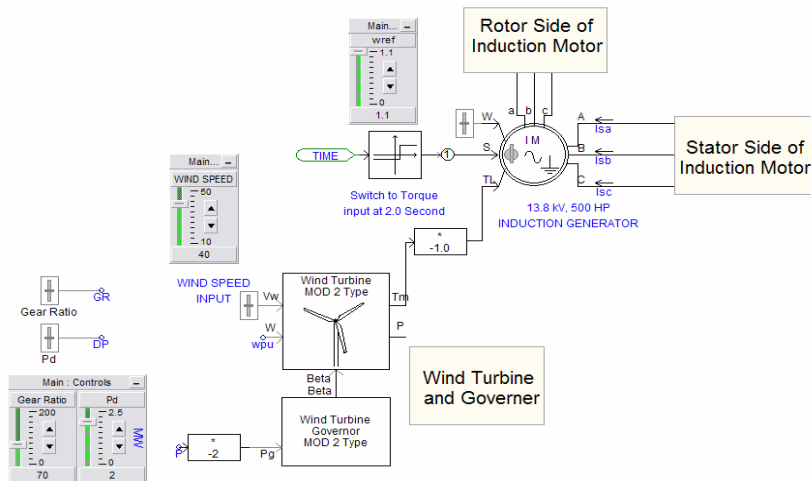 Rotor Side of
Induction Motor
Main...
wref
1.1
0
1.1
a b c
W
A
Isa
I M
TIME
1
S
B
Isb
Stator Side of
Induction Motor
TL
C
Isc
Main...
WIND SPEED
50
10
40
Switch to Torque
input at 2.0 Second
13.8 kV, 500 HP
INDUCTION GENERATOR
*
-1.0
WIND SPEED
INPUT
Vw
Wind Turbine
MOD 2 Type
Tm
W
wpu
P
GR
Gear Ratio
DP
Pd
Wind Turbine
and Governer
Beta
Beta
Main : Controls
Gear Ratio
Pd
200
2.5
0
0
MW
70
2
P
*
-2
Pg
Wind Turbine
Governor
MOD 2 Type